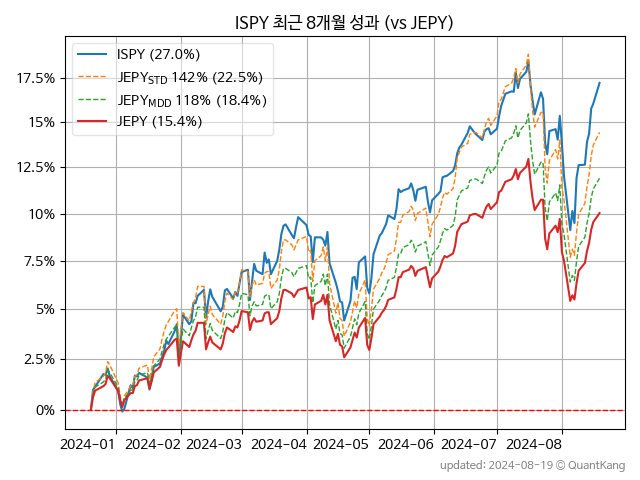 ISPY 최근 8개월 성과 (vs JEPY)
ISPY (27.0%)
JEPYSTD 142% (22.5%)
JEPYMDD 118% (18.4%)
JEPY (15.4%)
17.5%
15%
12.5%
10%
7.5%
5%
2.5%
0%
2024-01 2024-02 2024-03 2024-04 2024-05 2024-06 2024-07 2024-08
updated: 2024-08-19 © QuantKang